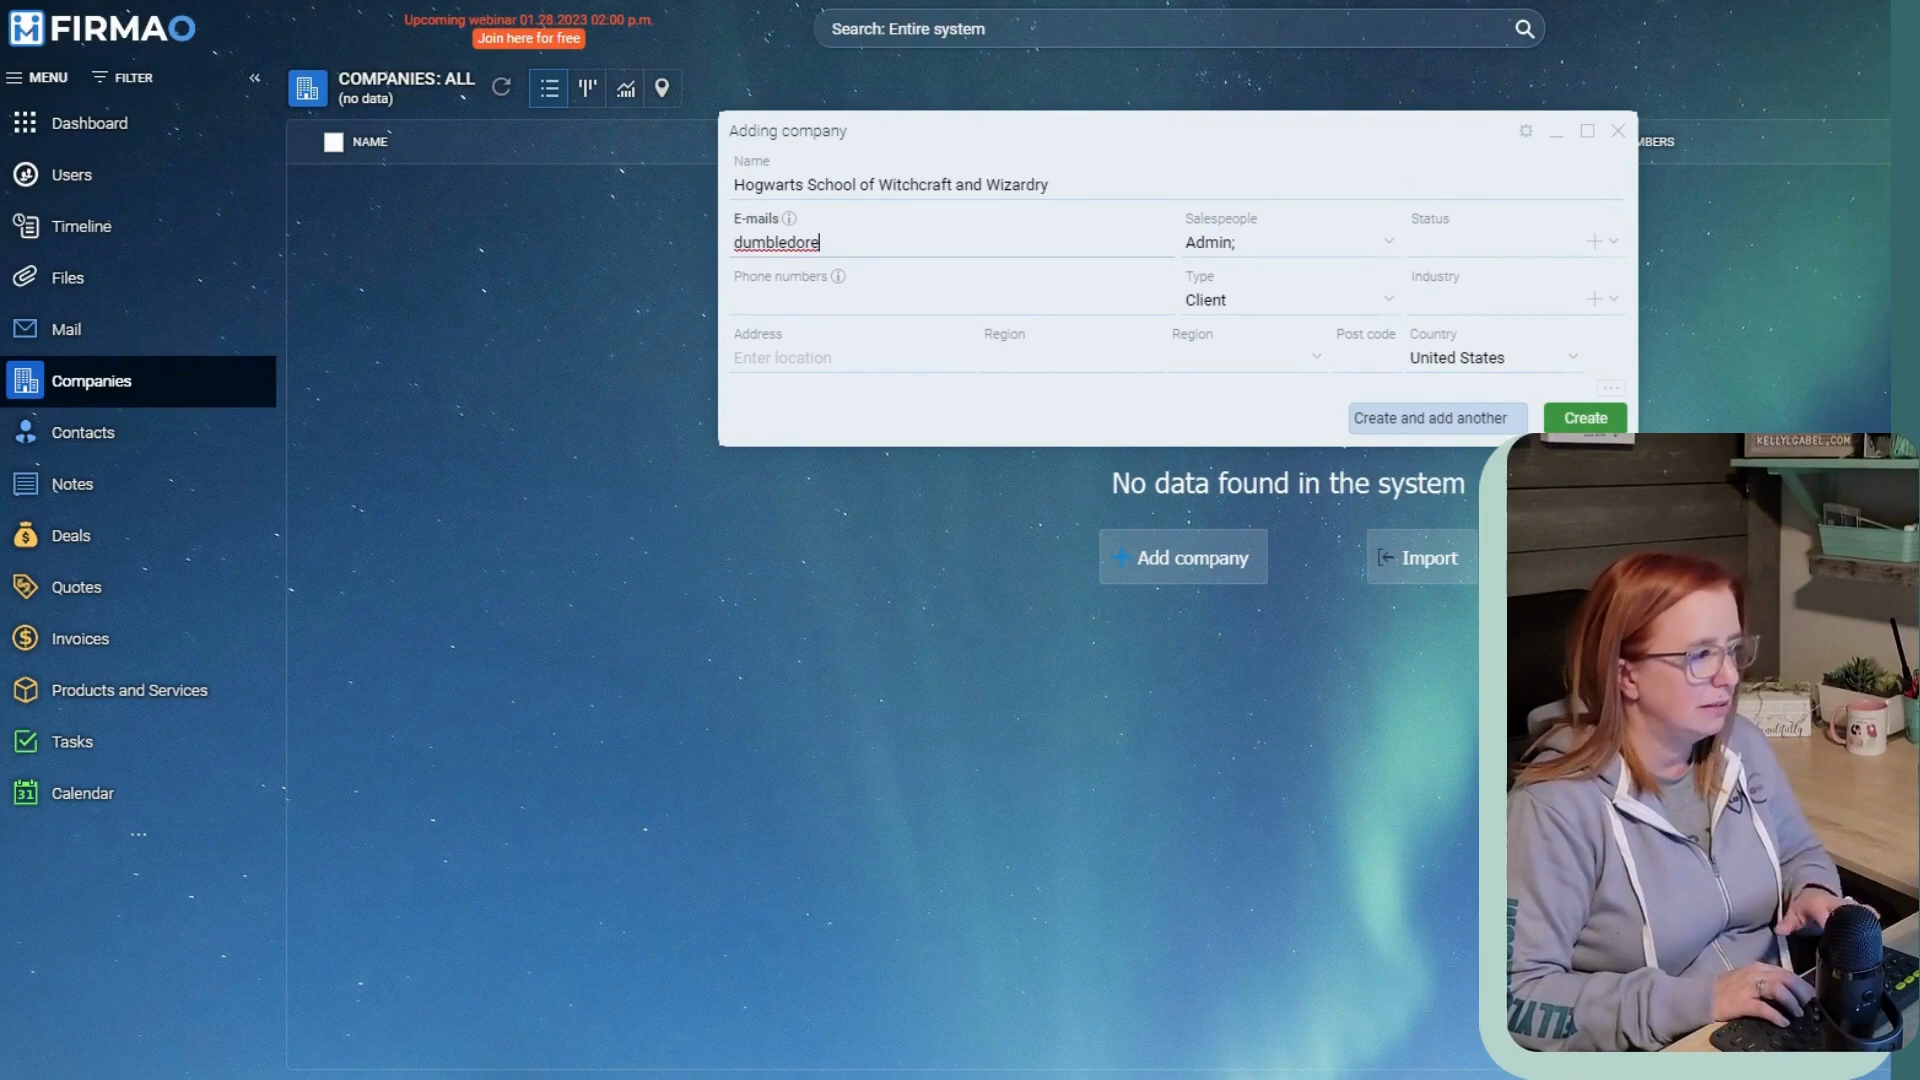 FIRMAO
Upcoming webinar 01.28.2023 02:00 p.m.
Join here for free
Search: Entire system
MENU
FILTER
COMPANIES: ALL
(no data)
NAME
MBERS
Dashboard
Users
Timeline
Files
Mail
Companies
Contacts
Notes
Deals
Quotes
Invoices
Products and Services
Tasks
31
Calendar
Adding company
Name
Hogwarts School of Witchcraft and Wizardry
E-mails
Salespeople
Status
dumbledore
Admin;
Phone numbers
Type
Industry
Client
Address
Region
Region
Post code
Country
Enter location
United States
Create and add another
Create
No data found in the system
Add company
Import
KELLYLGABEL.COM